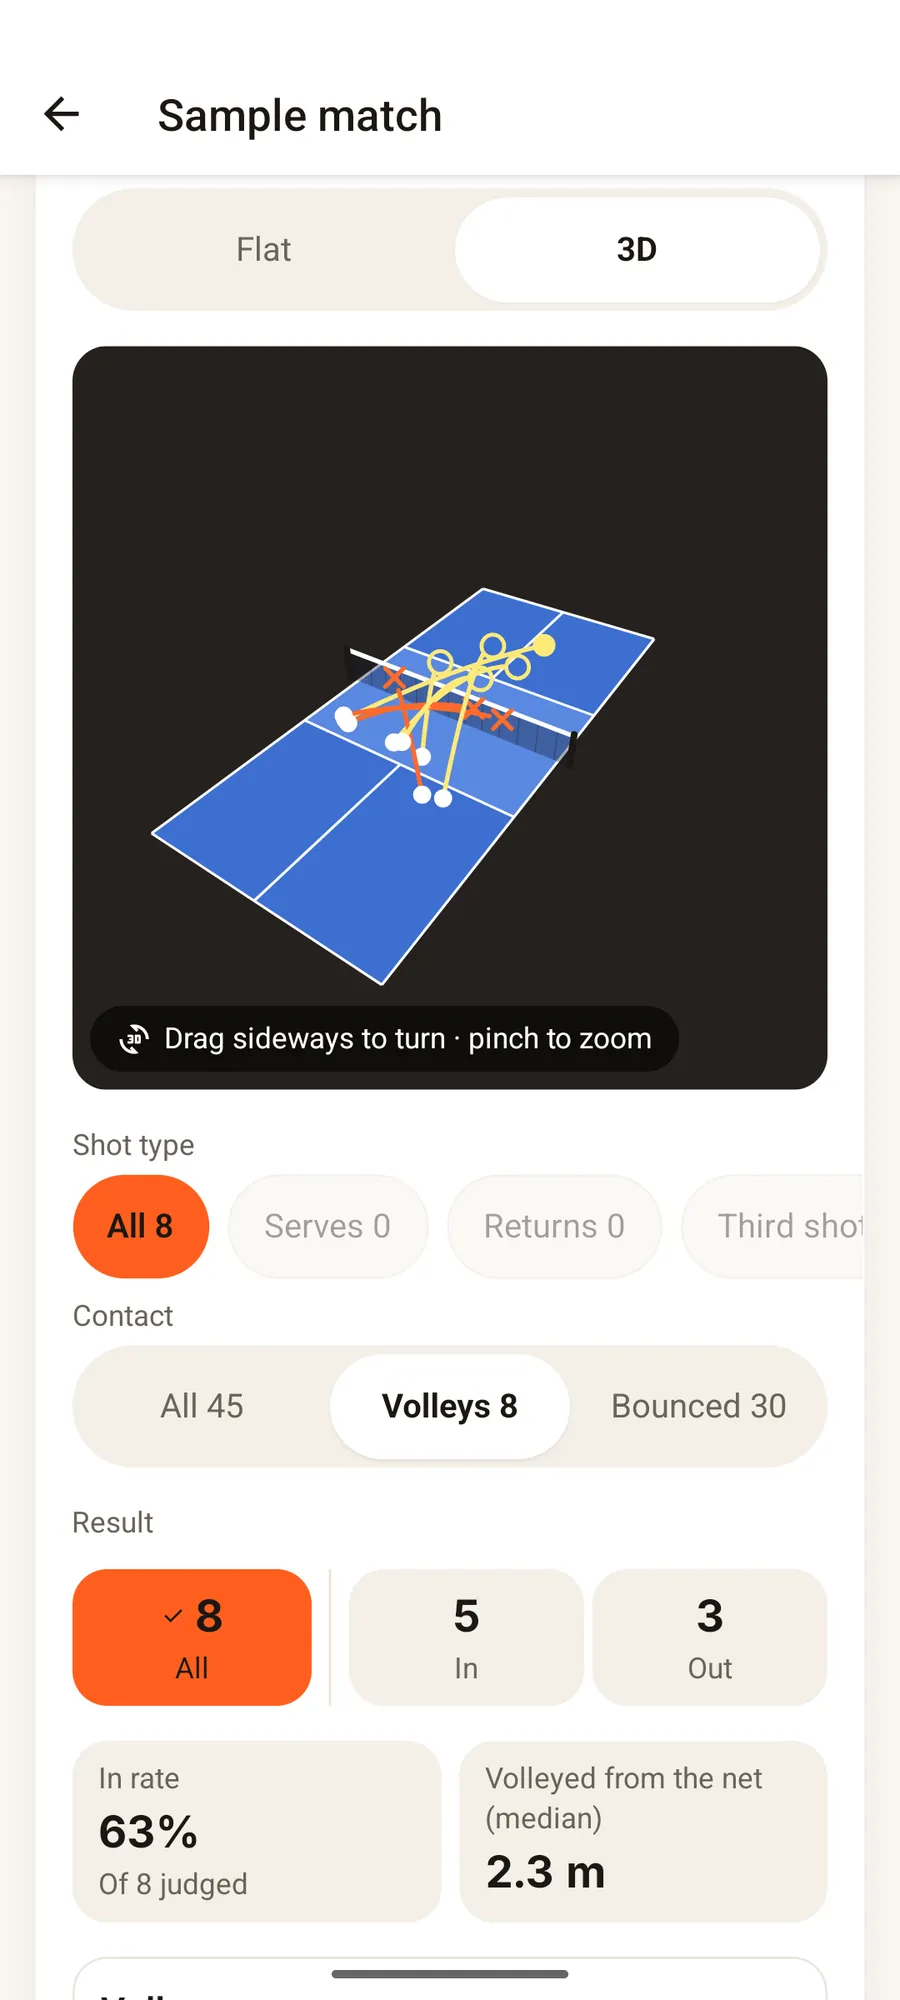 Sample match
Flat
3D
3D
Drag sideways to turn · pinch to zoom
Shot type
All 8
Serves 0
Returns 0
Third shot
Contact
All 45
Volleys 8
Bounced 30
Result
8
All
5
In
3
Out
In rate
63%
Of 8 judged
Volleyed from the net
(median)
2.3 m